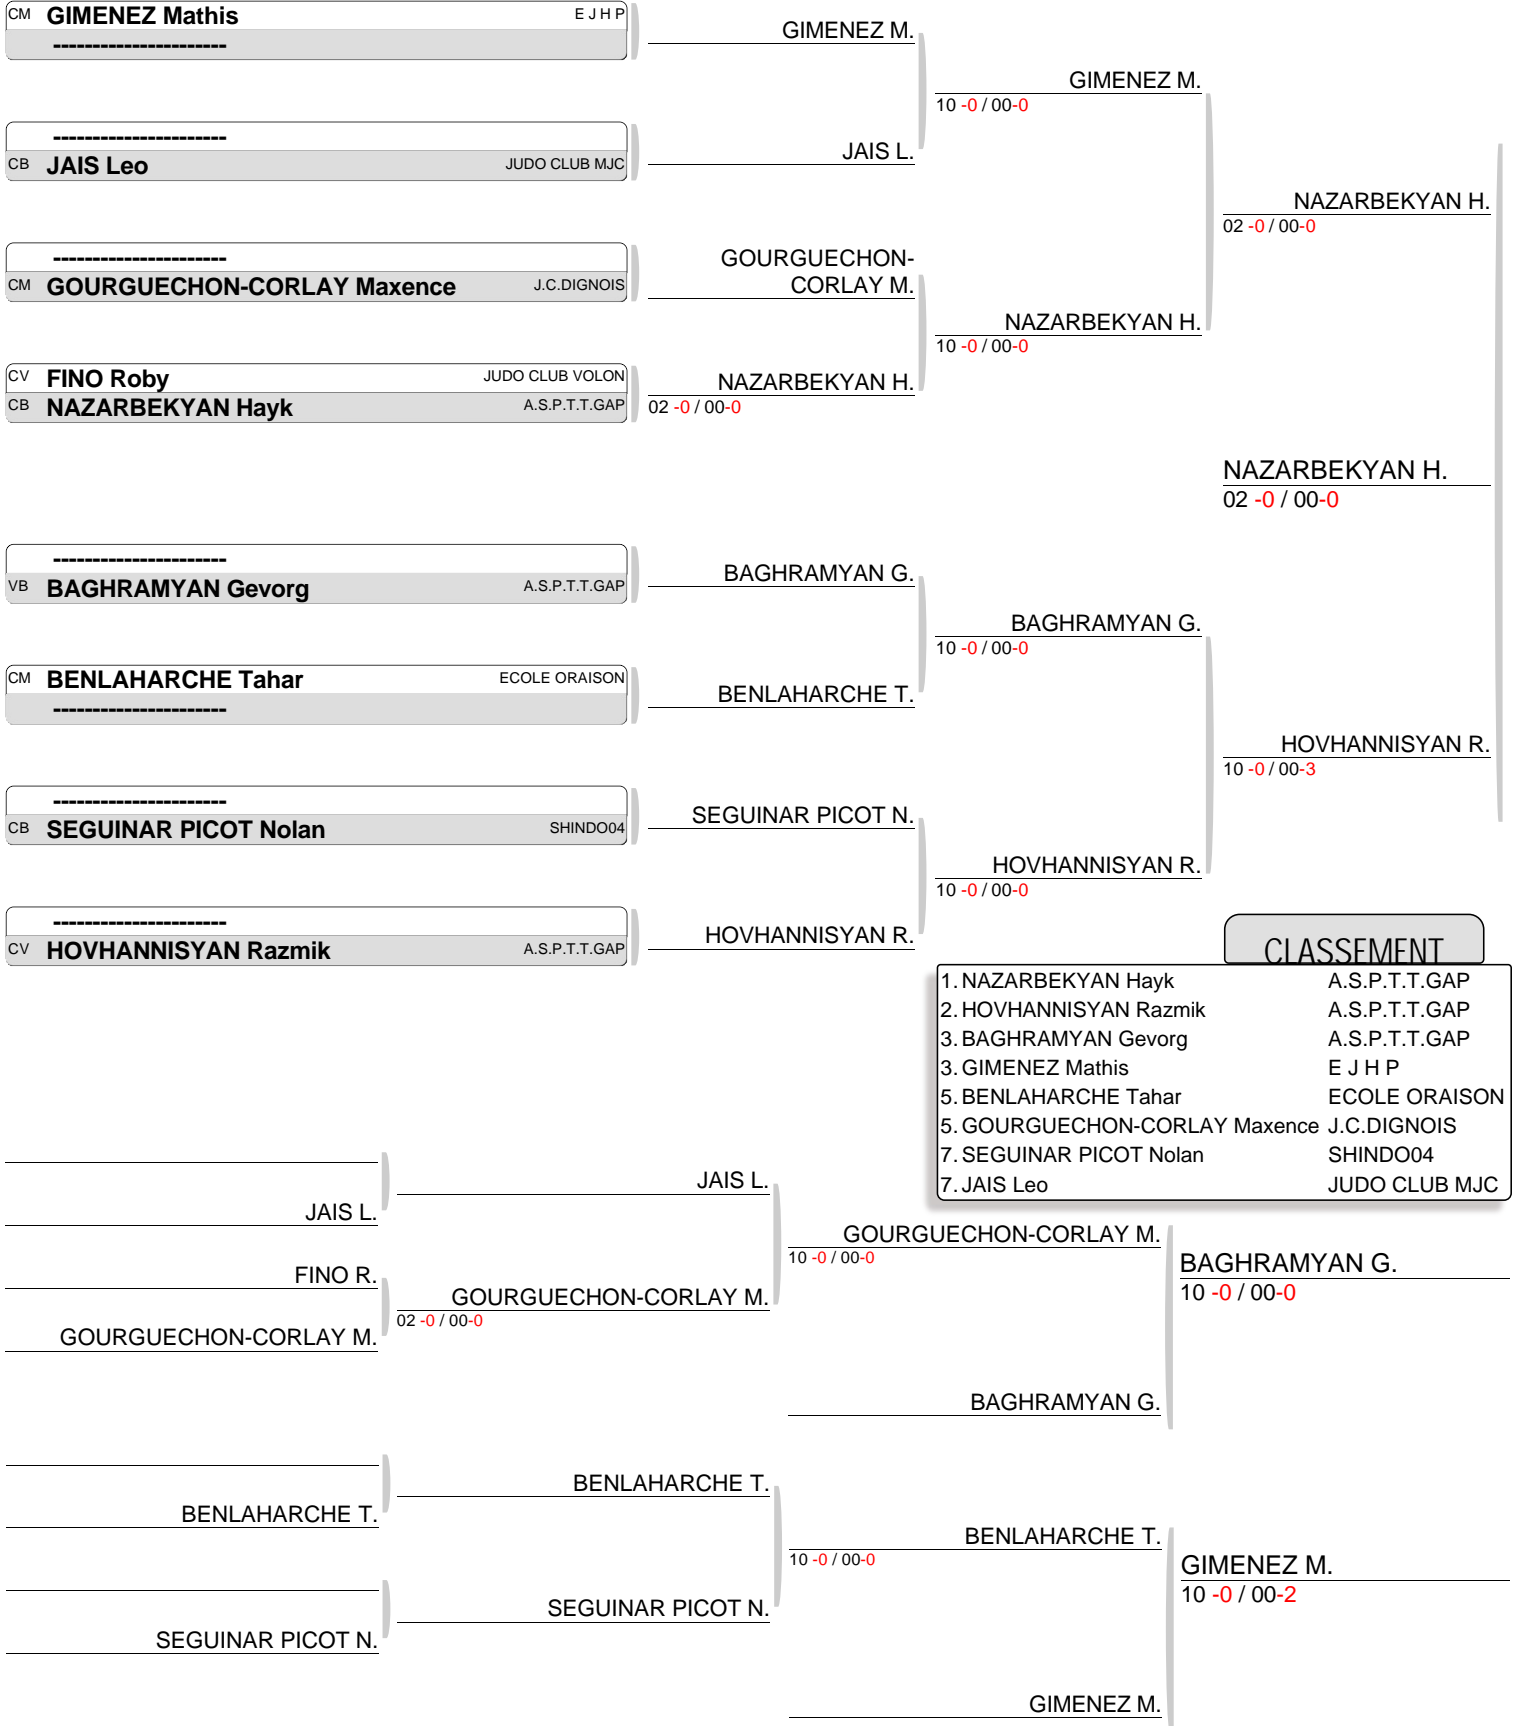 CM GIMENEZ Mathis E J H P
----------------------
GIMENEZ M.
GIMENEZ M.
10 -0 / 00-0
----------------------
CB JAIS Leo JUDO CLUB MJC
JAIS L.
NAZARBEKYAN H.
02 -0 / 00-0
----------------------
CM GOURGUECHON-CORLAY Maxence J.C.DIGNOIS
GOURGUECHON-
CORLAY M.
NAZARBEKYAN H.
10 -0 / 00-0
CV FINO Roby JUDO CLUB VOLON
CB NAZARBEKYAN Hayk A.S.P.T.T.GAP
NAZARBEKYAN H.
02 -0 / 00-0
NAZARBEKYAN H.
02 -0 / 00-0
----------------------
VB BAGHRAMYAN Gevorg A.S.P.T.T.GAP
BAGHRAMYAN G.
BAGHRAMYAN G.
10 -0 / 00-0
CM BENLAHARCHE Tahar ECOLE ORAISON
----------------------
BENLAHARCHE T.
HOVHANNISYAN R.
10 -0 / 00-3
----------------------
CB SEGUINAR PICOT Nolan SHINDO04
SEGUINAR PICOT N.
HOVHANNISYAN R.
10 -0 / 00-0
----------------------
CV HOVHANNISYAN Razmik A.S.P.T.T.GAP
HOVHANNISYAN R.
CLASSEMENT
1. NAZARBEKYAN Hayk A.S.P.T.T.GAP
2. HOVHANNISYAN Razmik A.S.P.T.T.GAP
3. BAGHRAMYAN Gevorg A.S.P.T.T.GAP
3. GIMENEZ Mathis E J H P
5. BENLAHARCHE Tahar ECOLE ORAISON
5. GOURGUECHON-CORLAY Maxence J.C.DIGNOIS
7. SEGUINAR PICOT Nolan SHINDO04
7. JAIS Leo JUDO CLUB MJC
JAIS L.
JAIS L.
GOURGUECHON-CORLAY M.
10 -0 / 00-0
BAGHRAMYAN G.
10 -0 / 00-0
FINO R.
GOURGUECHON-CORLAY M.
02 -0 / 00-0
GOURGUECHON-CORLAY M.
BAGHRAMYAN G.
BENLAHARCHE T.
BENLAHARCHE T.
BENLAHARCHE T.
10 -0 / 00-0
GIMENEZ M.
10 -0 / 00-2
SEGUINAR PICOT N.
SEGUINAR PICOT N.
GIMENEZ M.